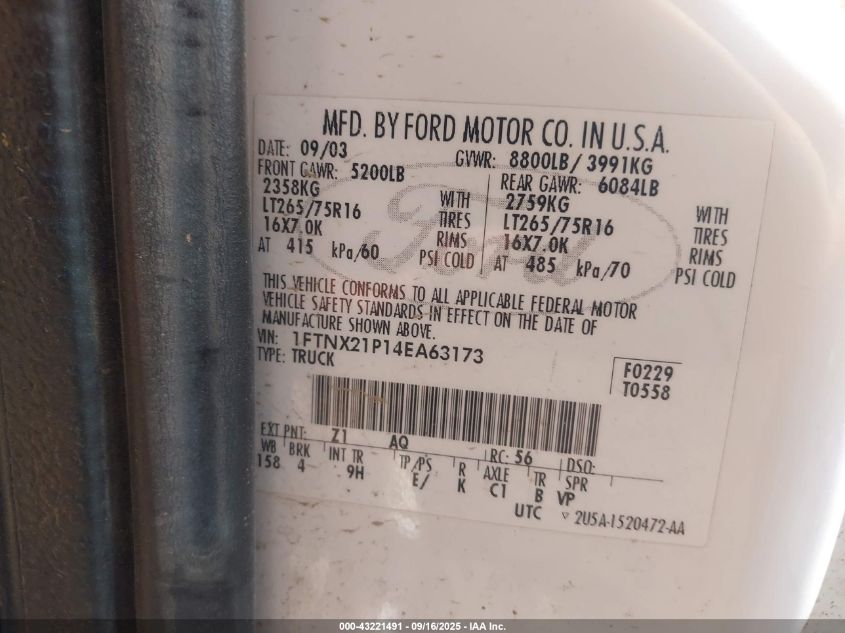 MFD. BY FORD MOTOR CO. IN U.S.A.
DATE: 09/03 GVWR: 8800LB/ 3991KG
FRONT GAWR: 5200LB REAR GAWR: 6084LB
2358KG WITH 2759KG WITH
LT265/75R16 TIRES LT265/75R16 TIRES
16X7.0K RIMS 16X7.0K RIMS
AT 415 kPa/60 PSI COLD AT 485 kPa/70 PSI COLD
Ford
THIS VEHICLE CONFORMS TO ALL APPLICABLE FEDERAL MOTOR
VEHICLE SAFETY STANDARDS IN EFFECT ON THE DATE OF
MANUFACTURE SHOWN ABOVE.
VIN: 1FTNX21P14EA63173
TYPE: TRUCK
F0229
T0558
EXT PNT: Z1 AQ RC: 56 DSO:
WB BRK INT TR TP/PS R AXLE TR SPR
158 4 9H E/ K C1 B VP
UTC ▽ 2U5A-1520472-AA
000-43221491 - 09/16/2025 - IAA Inc.